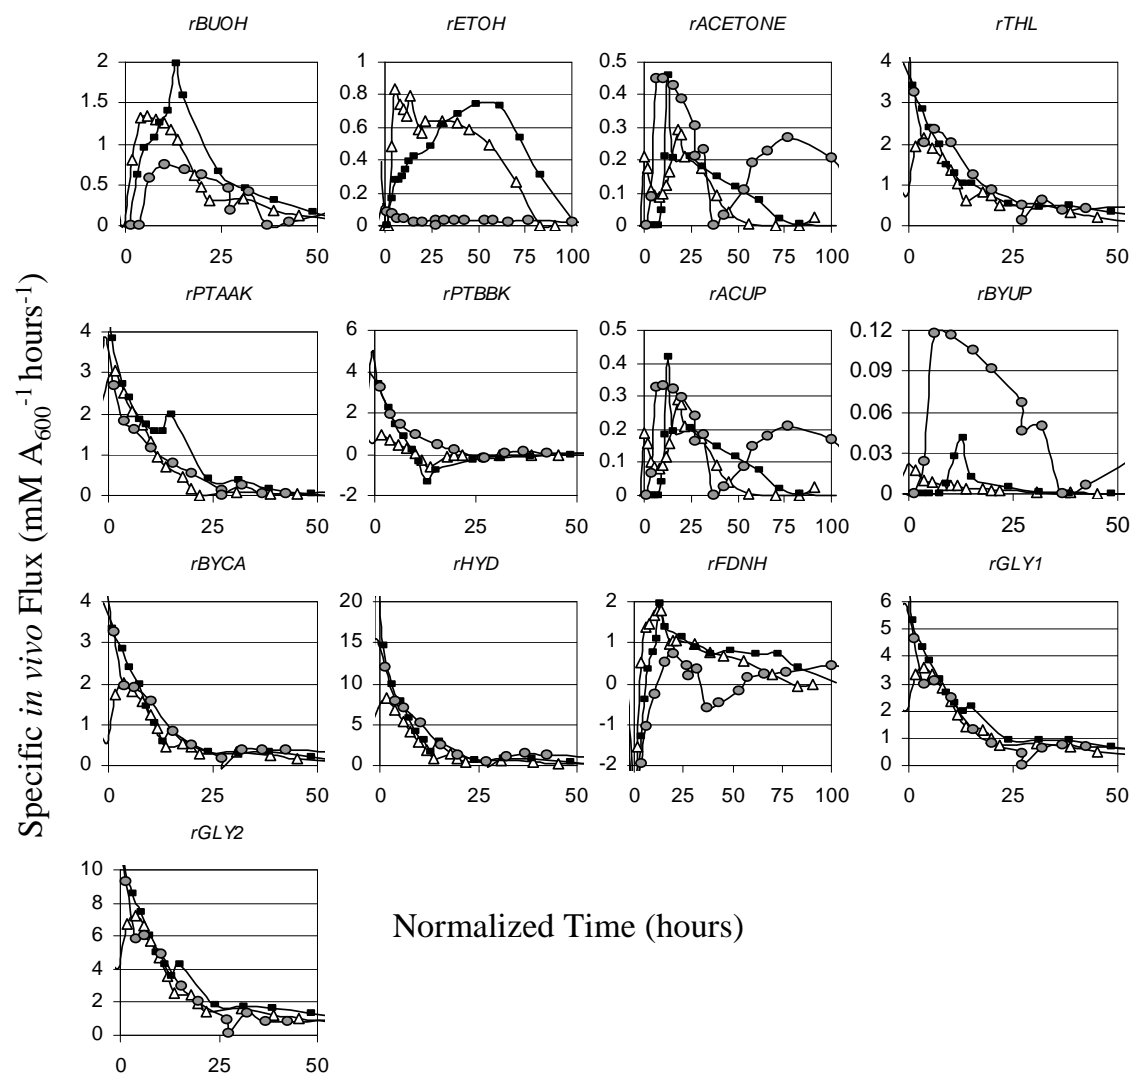 rBUOH rETOH rACETONE rTHL
2 1 0.5 4
1.5 0.8 0.4 3
1 0.6 0.3 2
0.5 0.4 0.2 1
0 0.2 0.1 0
0 0
0 25 50 0 25 50 75 100 0 25 50 75 100 0 25 50
rPTAAK rPTBBK rACUP rBYUP
4 6 0.5 0.12
3 4 0.4 0.09
2 2 0.3 0.06
1 0 0.2 0.03
0 -2 0.1 0
0
0 25 50 0 25 50 0 25 50 75 100 0 25 50
rBYCA rHYD rFDNH rGLY1
4 20 2 6
3 15 1 5
2 10 0 4
1 5 -1 3
0 0 -2 2
1
0
0 25 50 0 25 50 0 25 50 75 100 0 25 50
rGLY2
10
8
6
4
2
0
0 25 50
Specific in vivo Flux (mM A600-1 hours-1)
Normalized Time (hours)